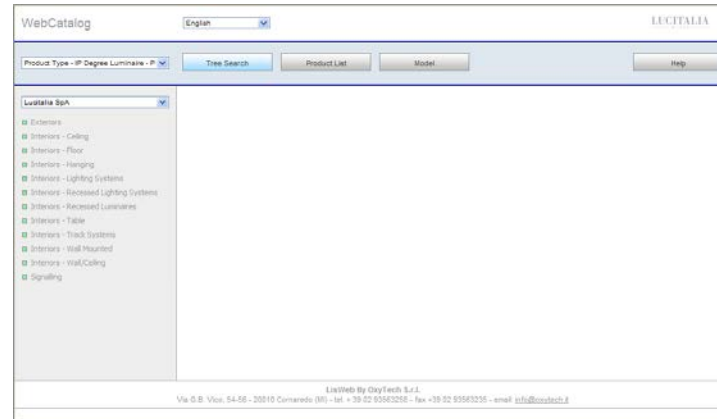 WebCatalog
English
LUCITALIA
Product Type - IP Degree Luminaire - P
Tree Search
Product List
Model
Help
Lucitalia SpA
Exteriors
Interiors - Ceiling
Interiors - Floor
Interiors - Hanging
Interiors - Lighting Systems
Interiors - Recessed Lighting Systems
Interiors - Recessed Luminaires
Interiors - Table
Interiors - Track Systems
Interiors - Wall Mounted
Interiors - Wall/Ceiling
Signalling
ListWeb By OxyTech S.r.l.
Via G.B. Vico, 54-56 - 20010 Cornaredo (MI) - tel. +39 02 93563256 - fax +39 02 93563235 - email info@oxytech.it